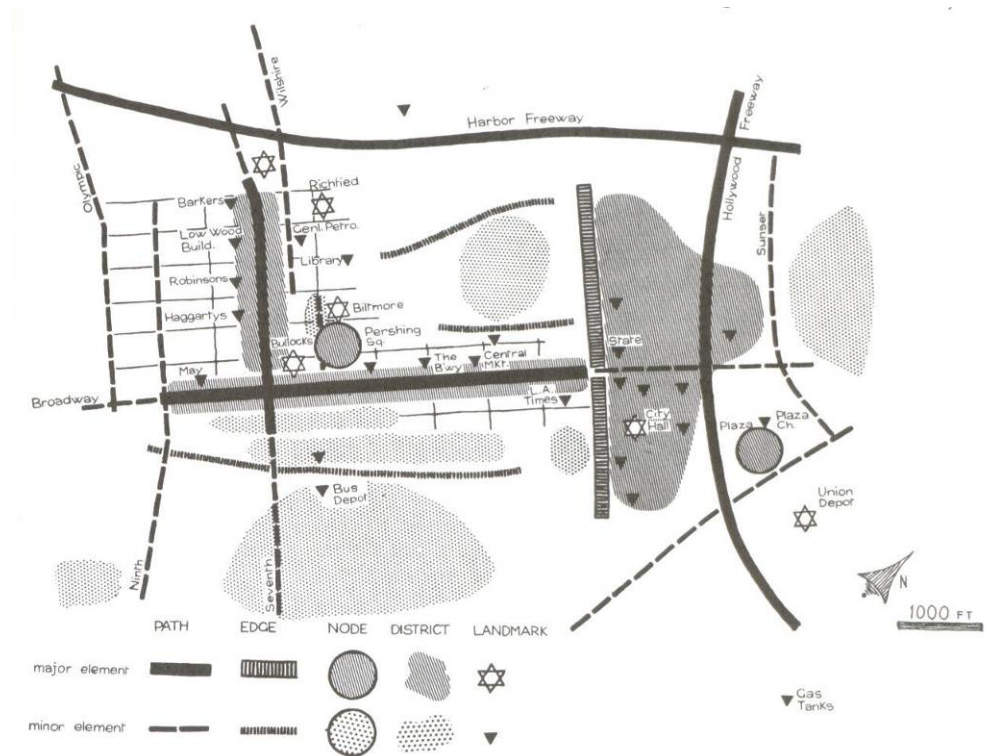 Wilshire
Olympic
Harbor Freeway
Freeway
Hollywood
Sunser
Richfied
Barkers
Genl. Petro.
Low Wood
Build.
Library
Robinsons
Haggartys
Biltmore
Pershing
Sq.
Bullocks
State
The
B'wy
Central
Mkt.
May
Broadway
L.A.
Times
City
Hall
Plaza
Plaza
Ch.
Bus
Depot
Union
Depot
Ninth
Seventh
N
1000 FT
PATH EDGE NODE DISTRICT LANDMARK
major element
minor element
Gas
Tanks